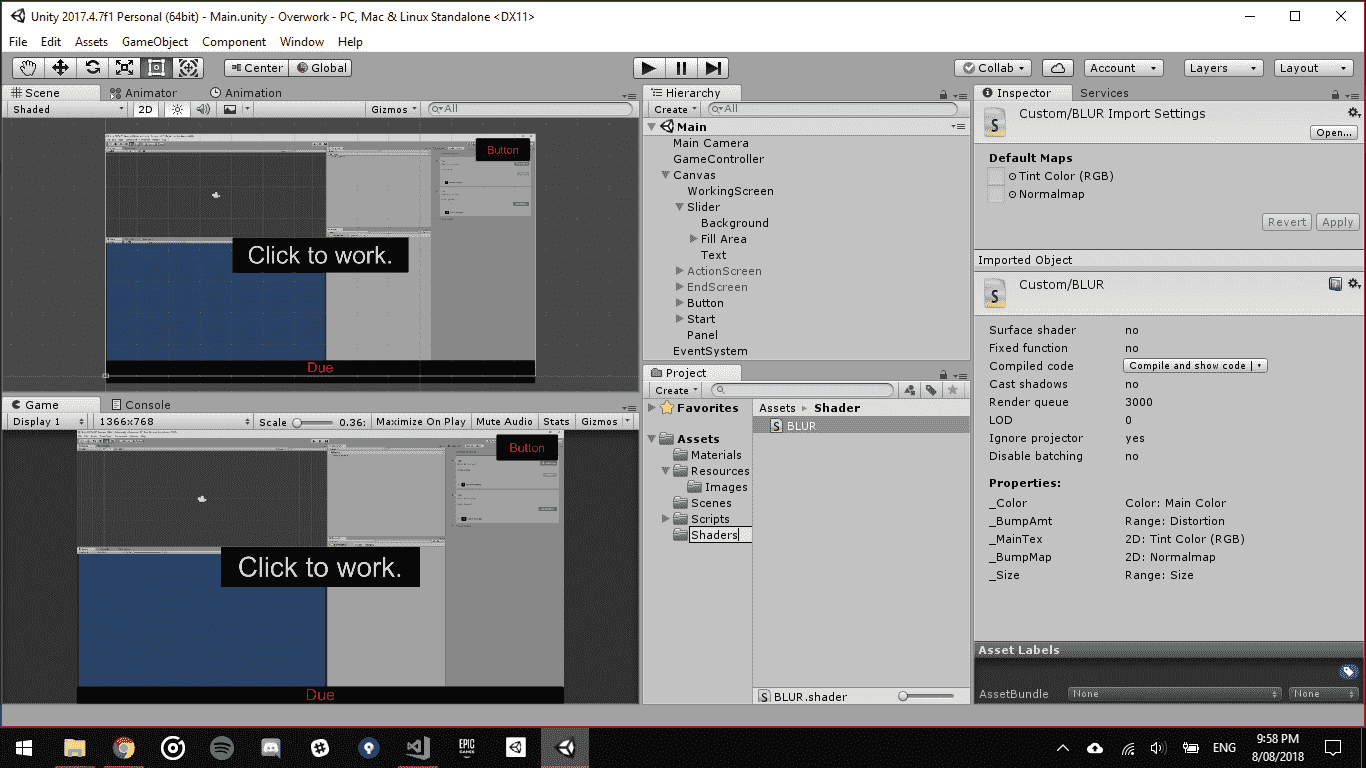 Unity 2017.4.7f1 Personal (64bit) - Main.unity - Overwork - PC, Mac & Linux Standalone <DX11>
File Edit Assets GameObject Component Window Help
Center Global
Collab Account Layers Layout
Scene Animator Animation
Shaded 2D Gizmos All
Button
Click to work.
Due
Game Console
Display 1 1366x768 Scale 0.36: Maximize On Play Mute Audio Stats Gizmos
Button
Click to work.
Due
Hierarchy
Create All
Main
Main Camera
GameController
Canvas
WorkingScreen
Slider
Background
Fill Area
Text
ActionScreen
EndScreen
Button
Start
Panel
EventSystem
Project
Create
Favorites
Assets
Materials
Resources
Images
Scenes
Scripts
Shaders
Assets Shader
BLUR
BLUR.shader
Inspector Services
Custom/BLUR Import Settings
Open...
Default Maps
Tint Color (RGB)
Normalmap
Revert Apply
Imported Object
Custom/BLUR
Surface shader no
Fixed function no
Compiled code Compile and show code
Cast shadows no
Render queue 3000
LOD 0
Ignore projector yes
Disable batching no
Properties:
_Color Color: Main Color
_BumpAmt Range: Distortion
_MainTex 2D: Tint Color (RGB)
_BumpMap 2D: Normalmap
_Size Range: Size
Asset Labels
AssetBundle None None
EPIC
GAMES
ENG
9:58 PM
8/08/2018